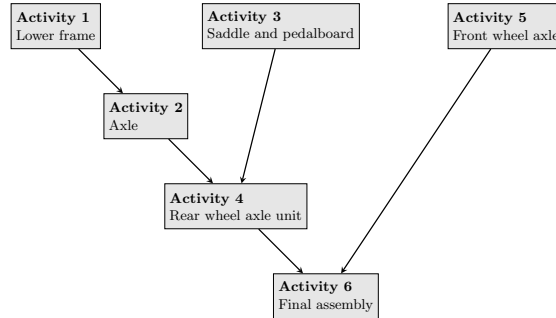 Activity 1
Lower frame
Activity 3
Saddle and pedalboard
Activity 5
Front wheel axle
Activity 2
Axle
Activity 4
Rear wheel axle unit
Activity 6
Final assembly